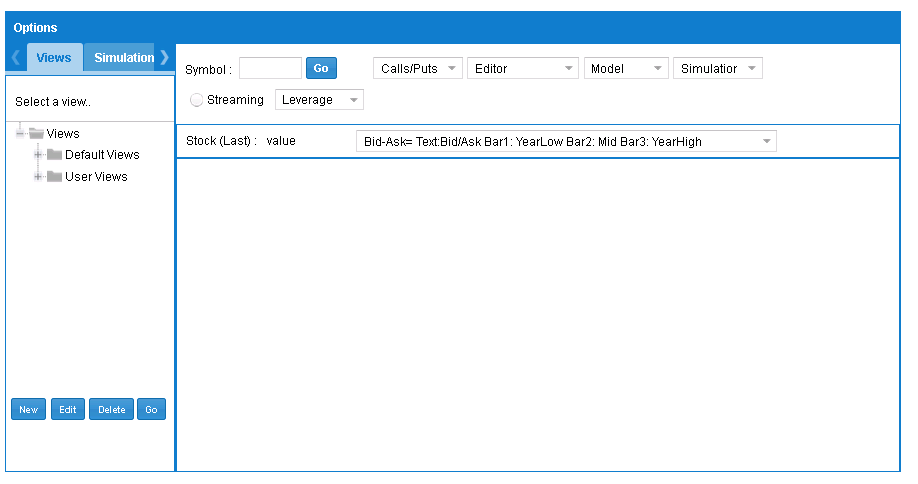 Options
Views Simulation
Symbol : Go Calls/Puts Editor Model Simulatior
Streaming Leverage
Select a view..
Stock (Last) : value Bid-Ask= Text:Bid/Ask Bar1: YearLow Bar2: Mid Bar3: YearHigh
Views
Default Views
User Views
New Edit Delete Go